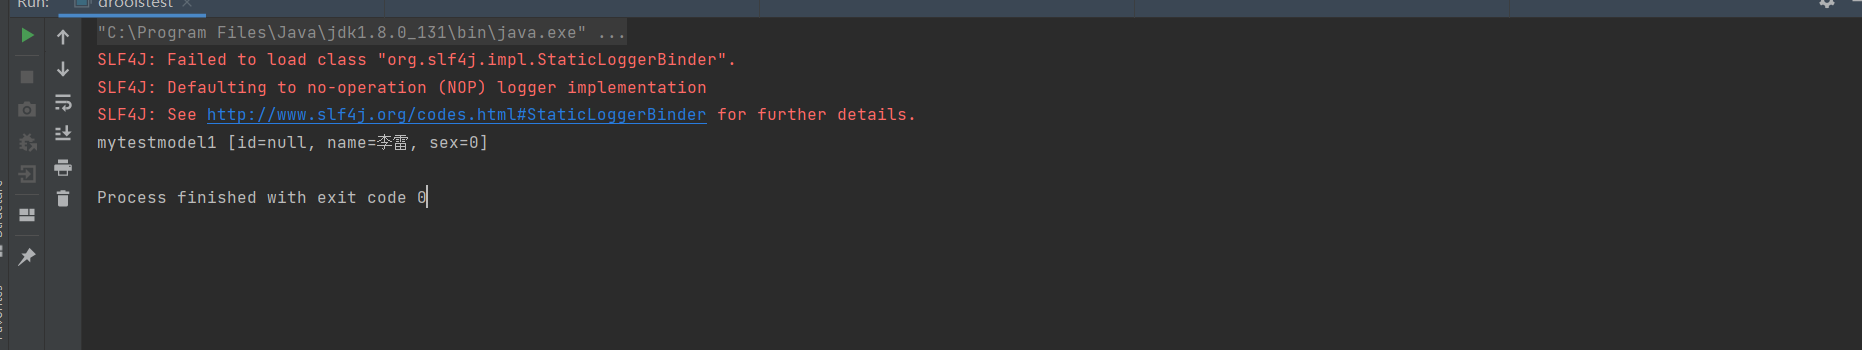 Run:
droolstest
"C:\Program Files\Java\jdk1.8.0_131\bin\java.exe" ...
SLF4J: Failed to load class "org.slf4j.impl.StaticLoggerBinder".
SLF4J: Defaulting to no-operation (NOP) logger implementation
SLF4J: See http://www.slf4j.org/codes.html#StaticLoggerBinder for further details.
mytestmodel1 [id=null, name=李雷, sex=0]
Process finished with exit code 0